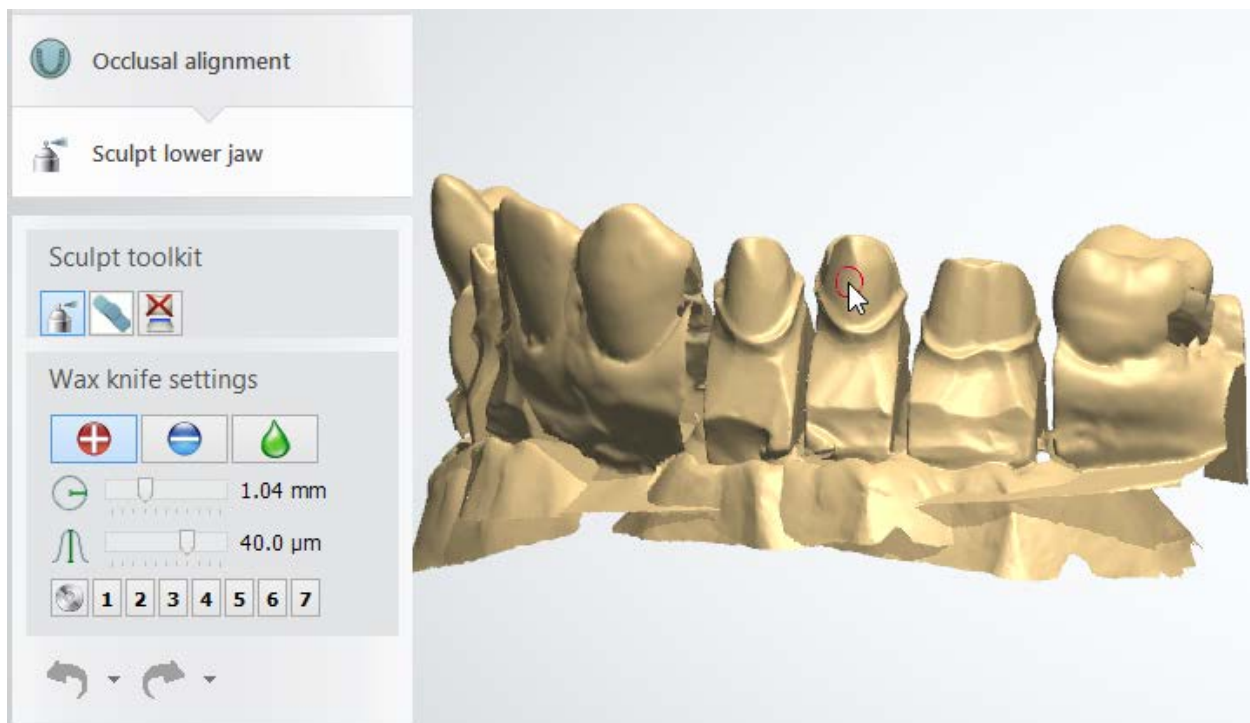 Occlusal alignment
Sculpt lower jaw
Sculpt toolkit
Wax knife settings
1.04 mm
40.0 µm
1 2 3 4 5 6 7